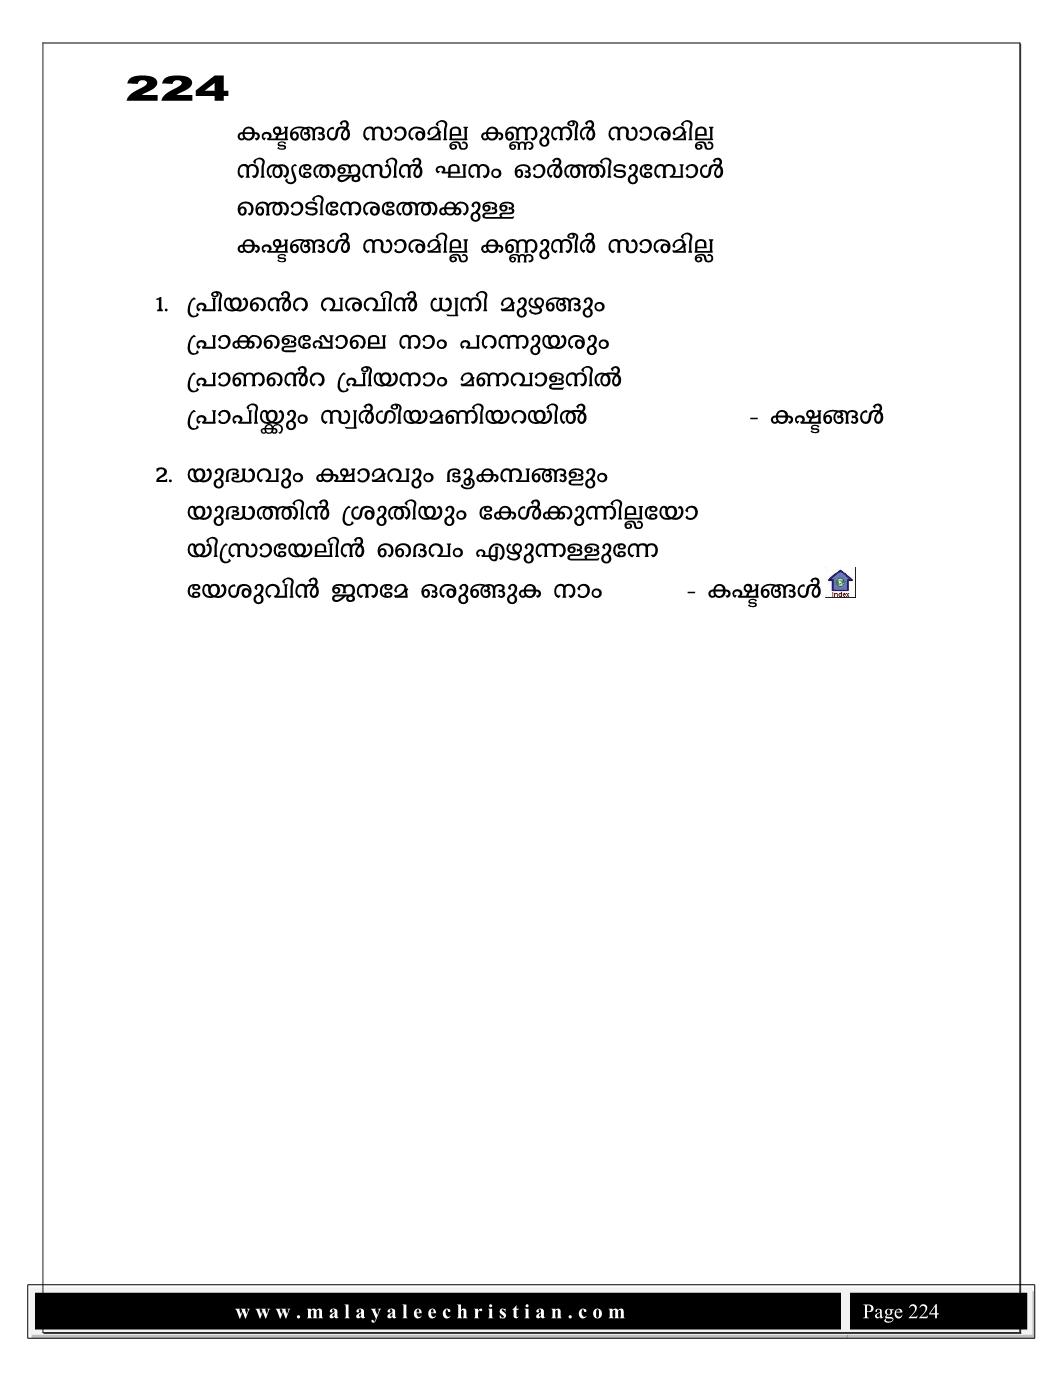 224
കഷ്ടങ്ങൾ സാരമില്ല കണ്ണുനീർ സാരമില്ല
നിത്യതേജസിൻ ഘനം ഓർത്തിടുമ്പോൾ
ഞൊടിനേരത്തേക്കുള്ള
കഷ്ടങ്ങൾ സാരമില്ല കണ്ണുനീർ സാരമില്ല
1. പ്രീയൻെറ വരവിൻ ധ്വനി മുഴങ്ങും
പ്രാക്കളെപ്പോലെ നാം പറന്നുയരും
പ്രാണൻെറ പ്രീയനാം മണവാളനിൽ
പ്രാപിയ്ക്കും സ്വർഗീയമണിയറയിൽ - കഷ്ടങ്ങൾ
2. യുദ്ധവും ക്ഷാമവും ഭൂകമ്പങ്ങളും
യുദ്ധത്തിൻ ശ്രുതിയും കേൾക്കുന്നില്ലയോ
യിസ്രായേലിൻ ദൈവം എഴുന്നള്ളുന്നേ
യേശുവിൻ ജനമേ ഒരുങ്ങുക നാം - കഷ്ടങ്ങൾ Index
www.malayaleechristian.com Page 224